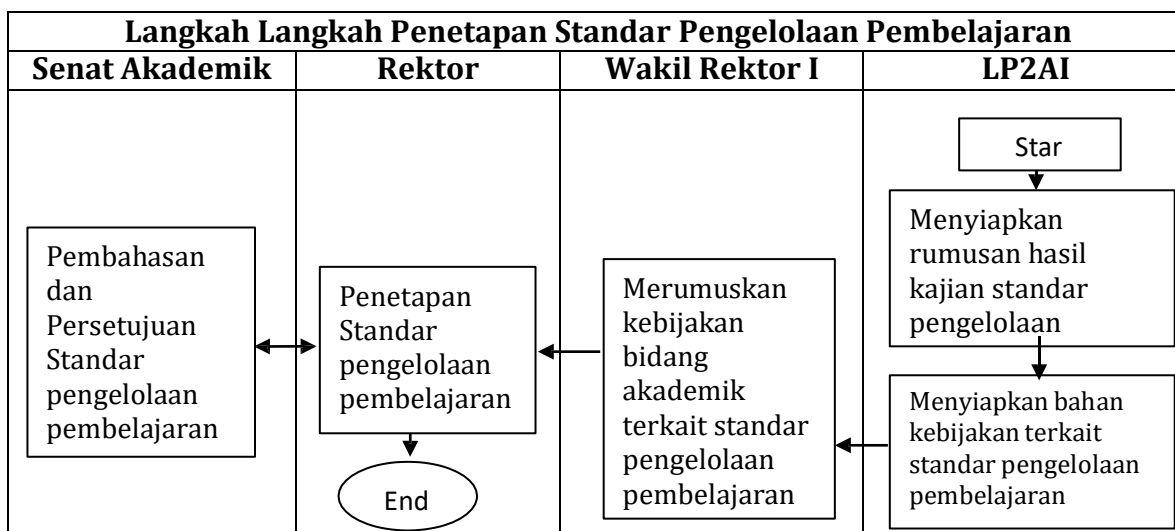 Langkah Langkah Penetapan Standar Pengelolaan Pembelajaran
Senat Akademik
Rektor
Wakil Rektor I
LP2AI
Star
Menyiapkan
rumusan hasil
kajian standar
pengelolaan
Menyiapkan bahan
kebijakan terkait
standar pengelolaan
pembelajaran
Merumuskan
kebijakan
bidang
akademik
terkait standar
pengelolaan
pembelajaran
Penetapan
Standar
pengelolaan
pembelajaran
Pembahasan
dan
Persetujuan
Standar
pengelolaan
pembelajaran
End